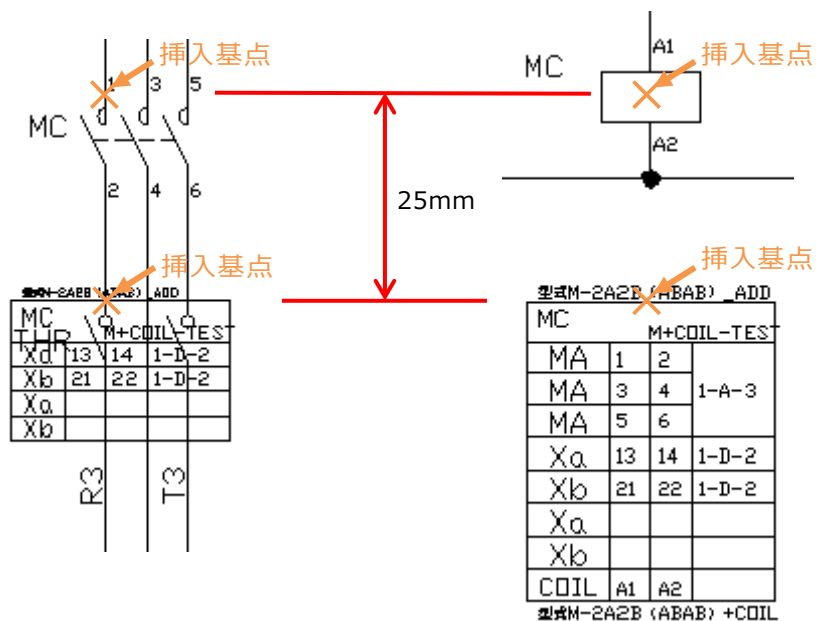 挿入基点
1 3 5
MC
2 4 6
挿入基点
M-2A2B (ABAB) _ADD
MC
THR
M+COIL-TEST
Xa 13 14 1-D-2
Xb 21 22 1-D-2
Xa
Xb
R3 T3
25mm
挿入基点
A1
MC
A2
挿入基点
型式M-2A2B (ABAB) _ADD
MC
M+COIL-TEST
MA 1 2
MA 3 4 1-A-3
MA 5 6
Xa 13 14 1-D-2
Xb 21 22 1-D-2
Xa
Xb
COIL A1 A2
型式M-2A2B (ABAB) +COIL